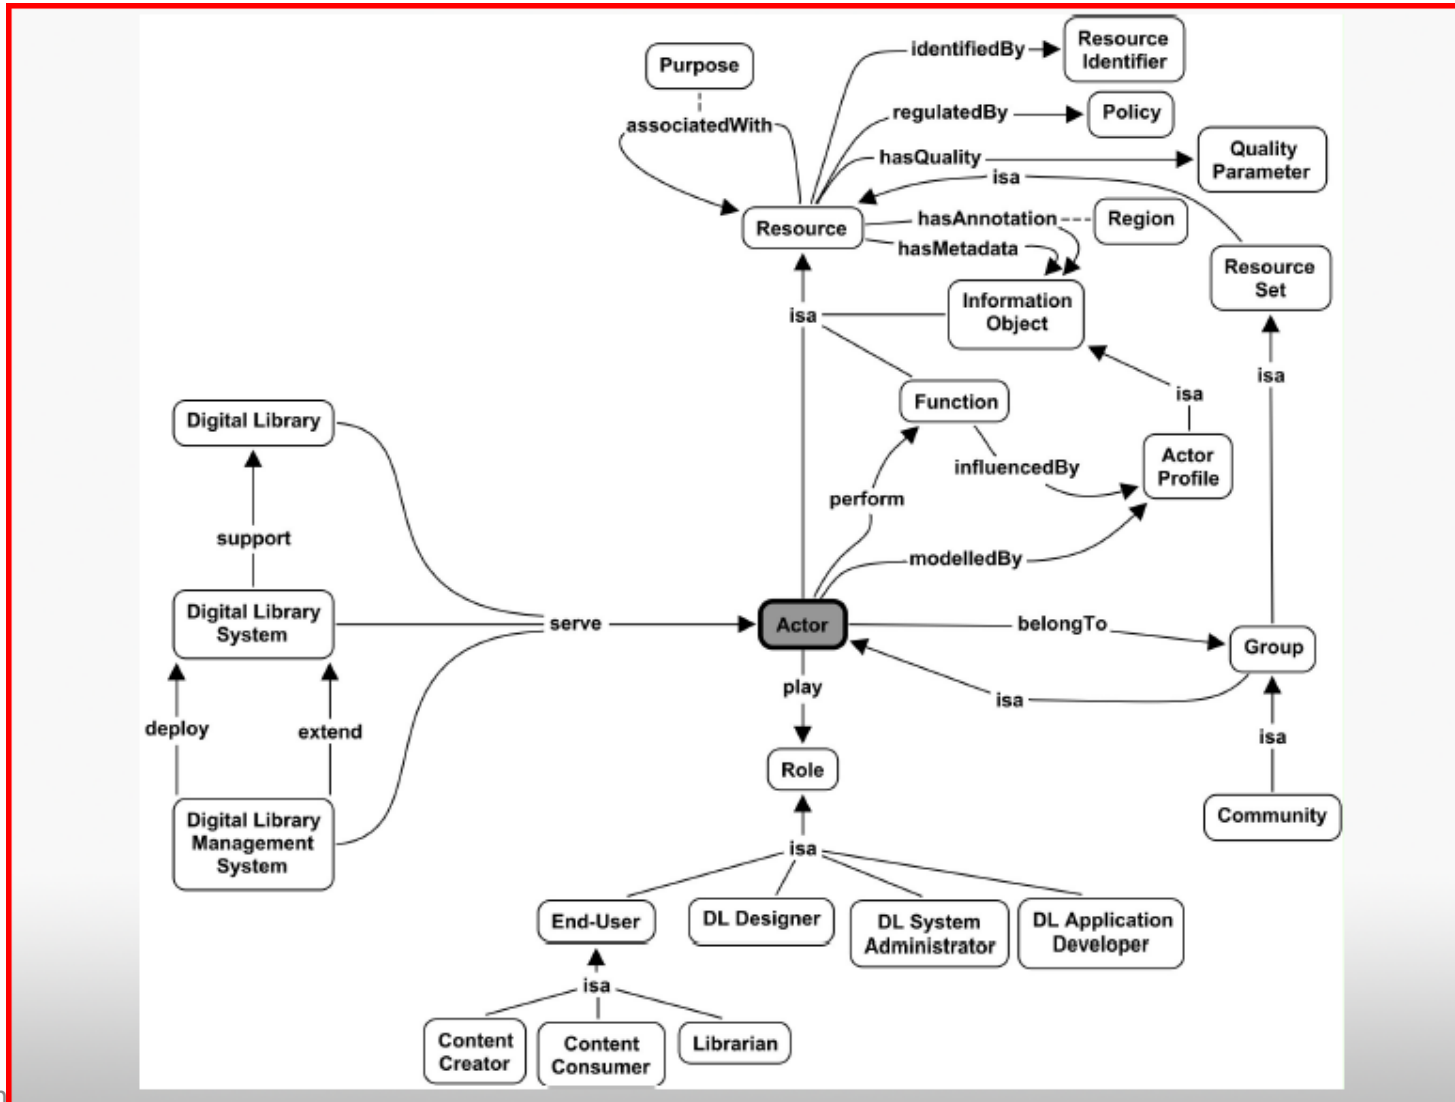 identifiedBy
Resource
Identifier
Purpose
regulatedBy
Policy
associatedWith
hasQuality
Quality
Parameter
isa
Resource
hasAnnotation
Region
hasMetadata
Resource
Set
isa
Information
Object
isa
isa
Function
Digital Library
influencedBy
Actor
Profile
perform
support
modelledBy
Digital Library
System
serve
Actor
belongTo
Group
play
isa
deploy
extend
isa
Role
Digital Library
Management
System
Community
isa
End-User
DL Designer
DL System
Administrator
DL Application
Developer
isa
Content
Creator
Content
Consumer
Librarian